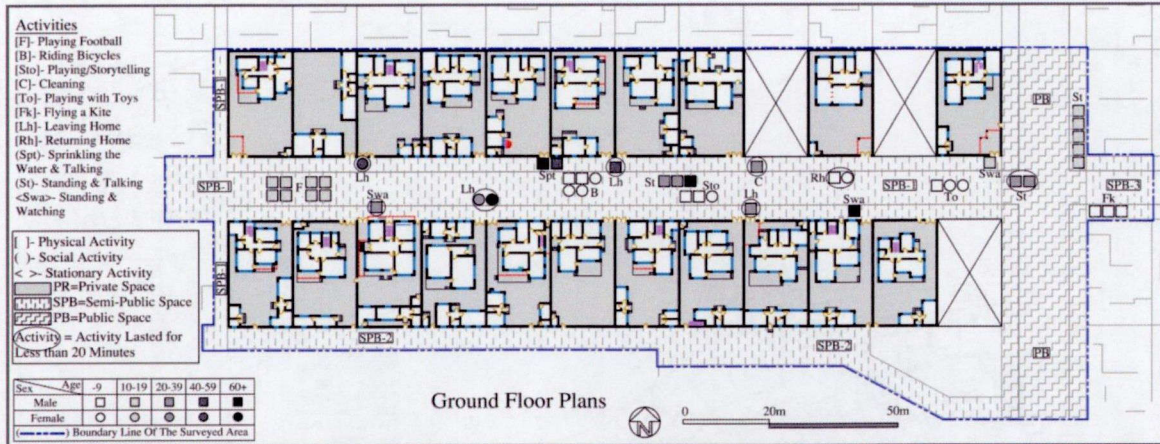 Activities
[F]- Playing Football
[B]- Riding Bicycles
[Sto]- Playing/Storytelling
[C]- Cleaning
[To]- Playing with Toys
[Fk]- Flying a Kite
[Lh]- Leaving Home
[Rh]- Returning Home
(Spt)- Sprinkling the
Water & Talking
(St)- Standing & Talking
<Swa>- Standing &
Watching
[ ]- Physical Activity
( )- Social Activity
< >- Stationary Activity
PR=Private Space
SPB=Semi-Public Space
PB=Public Space
Activity = Activity Lasted for
Less than 20 Minutes
Sex Age -9 10-19 20-39 40-59 60+
Male
Female
Boundary Line Of The Surveyed Area
SPB-1
PB
St
Lh
Spt
Lh
C
Swa
SPB-1
F
Swa
Lh
B
St
Sto
Lh
Rh
Swa
SPB-1
To
St
SPB-3
Fk
SPB-1
SPB-2
SPB-2
PB
Ground Floor Plans
N
0 20m 50m